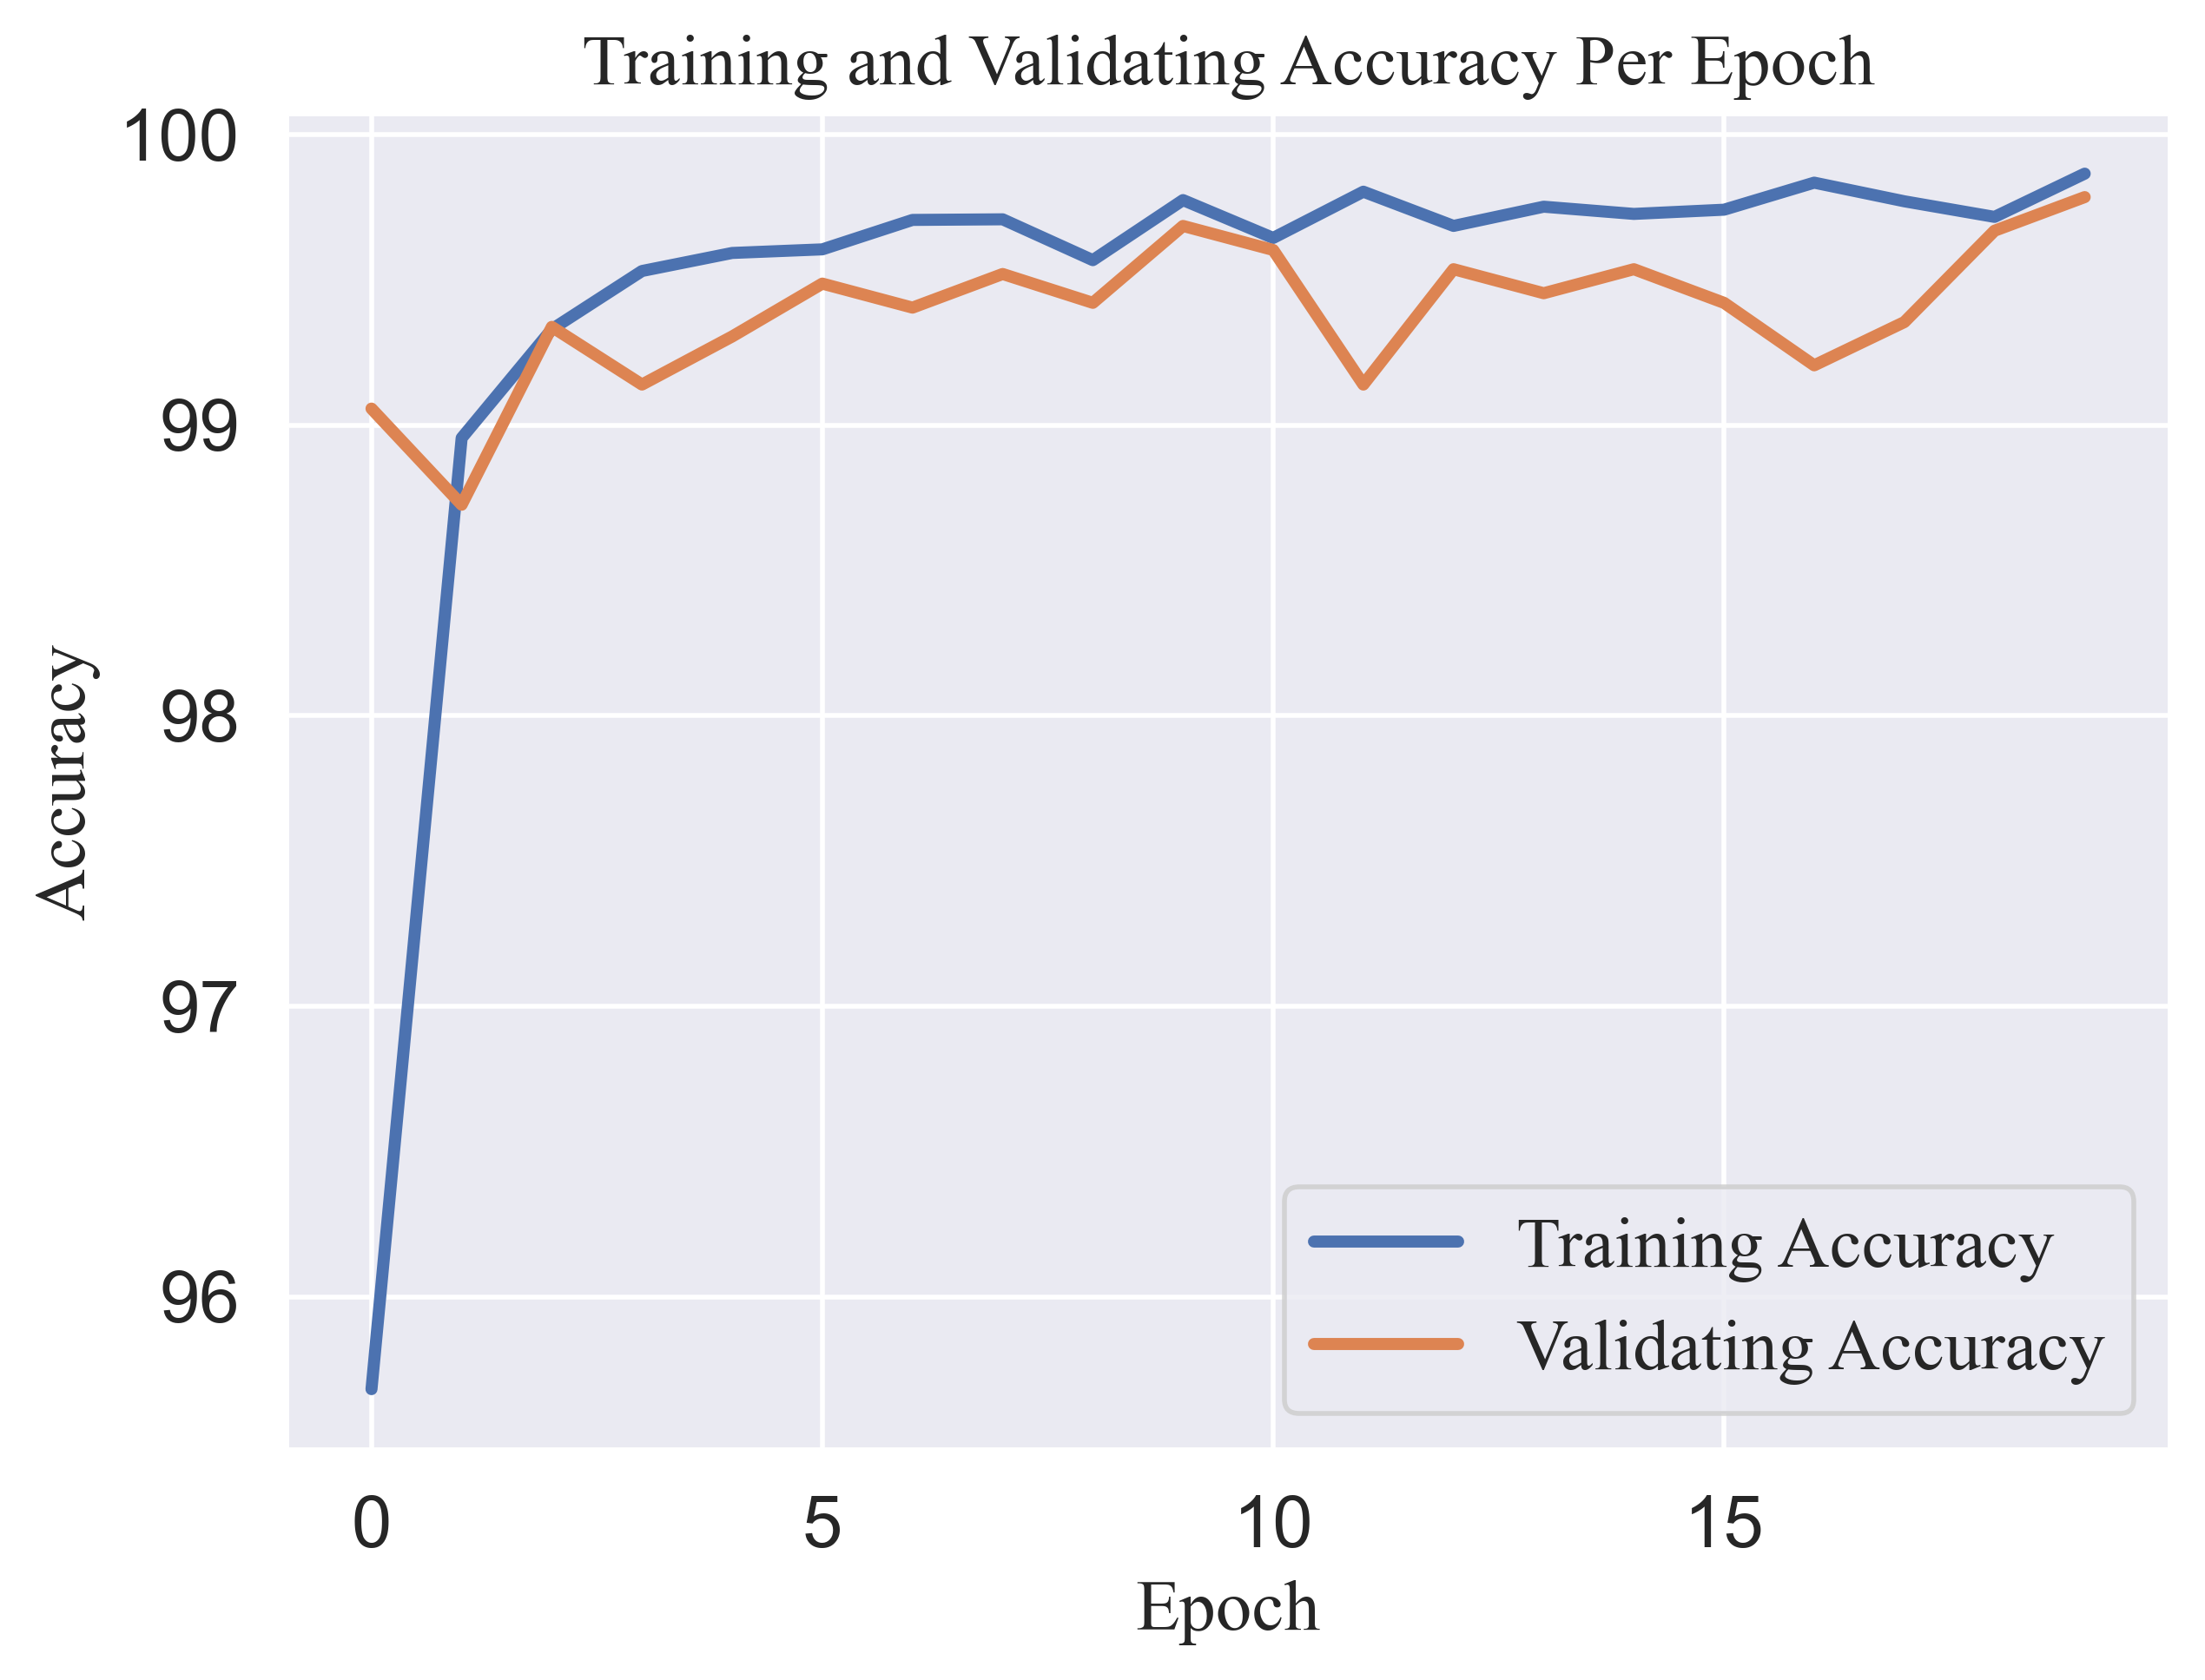 Training and Validating Accuracy Per Epoch
100
99
98
97
96
Accuracy
0 5 10 15
Epoch
Training Accuracy
Validating Accuracy